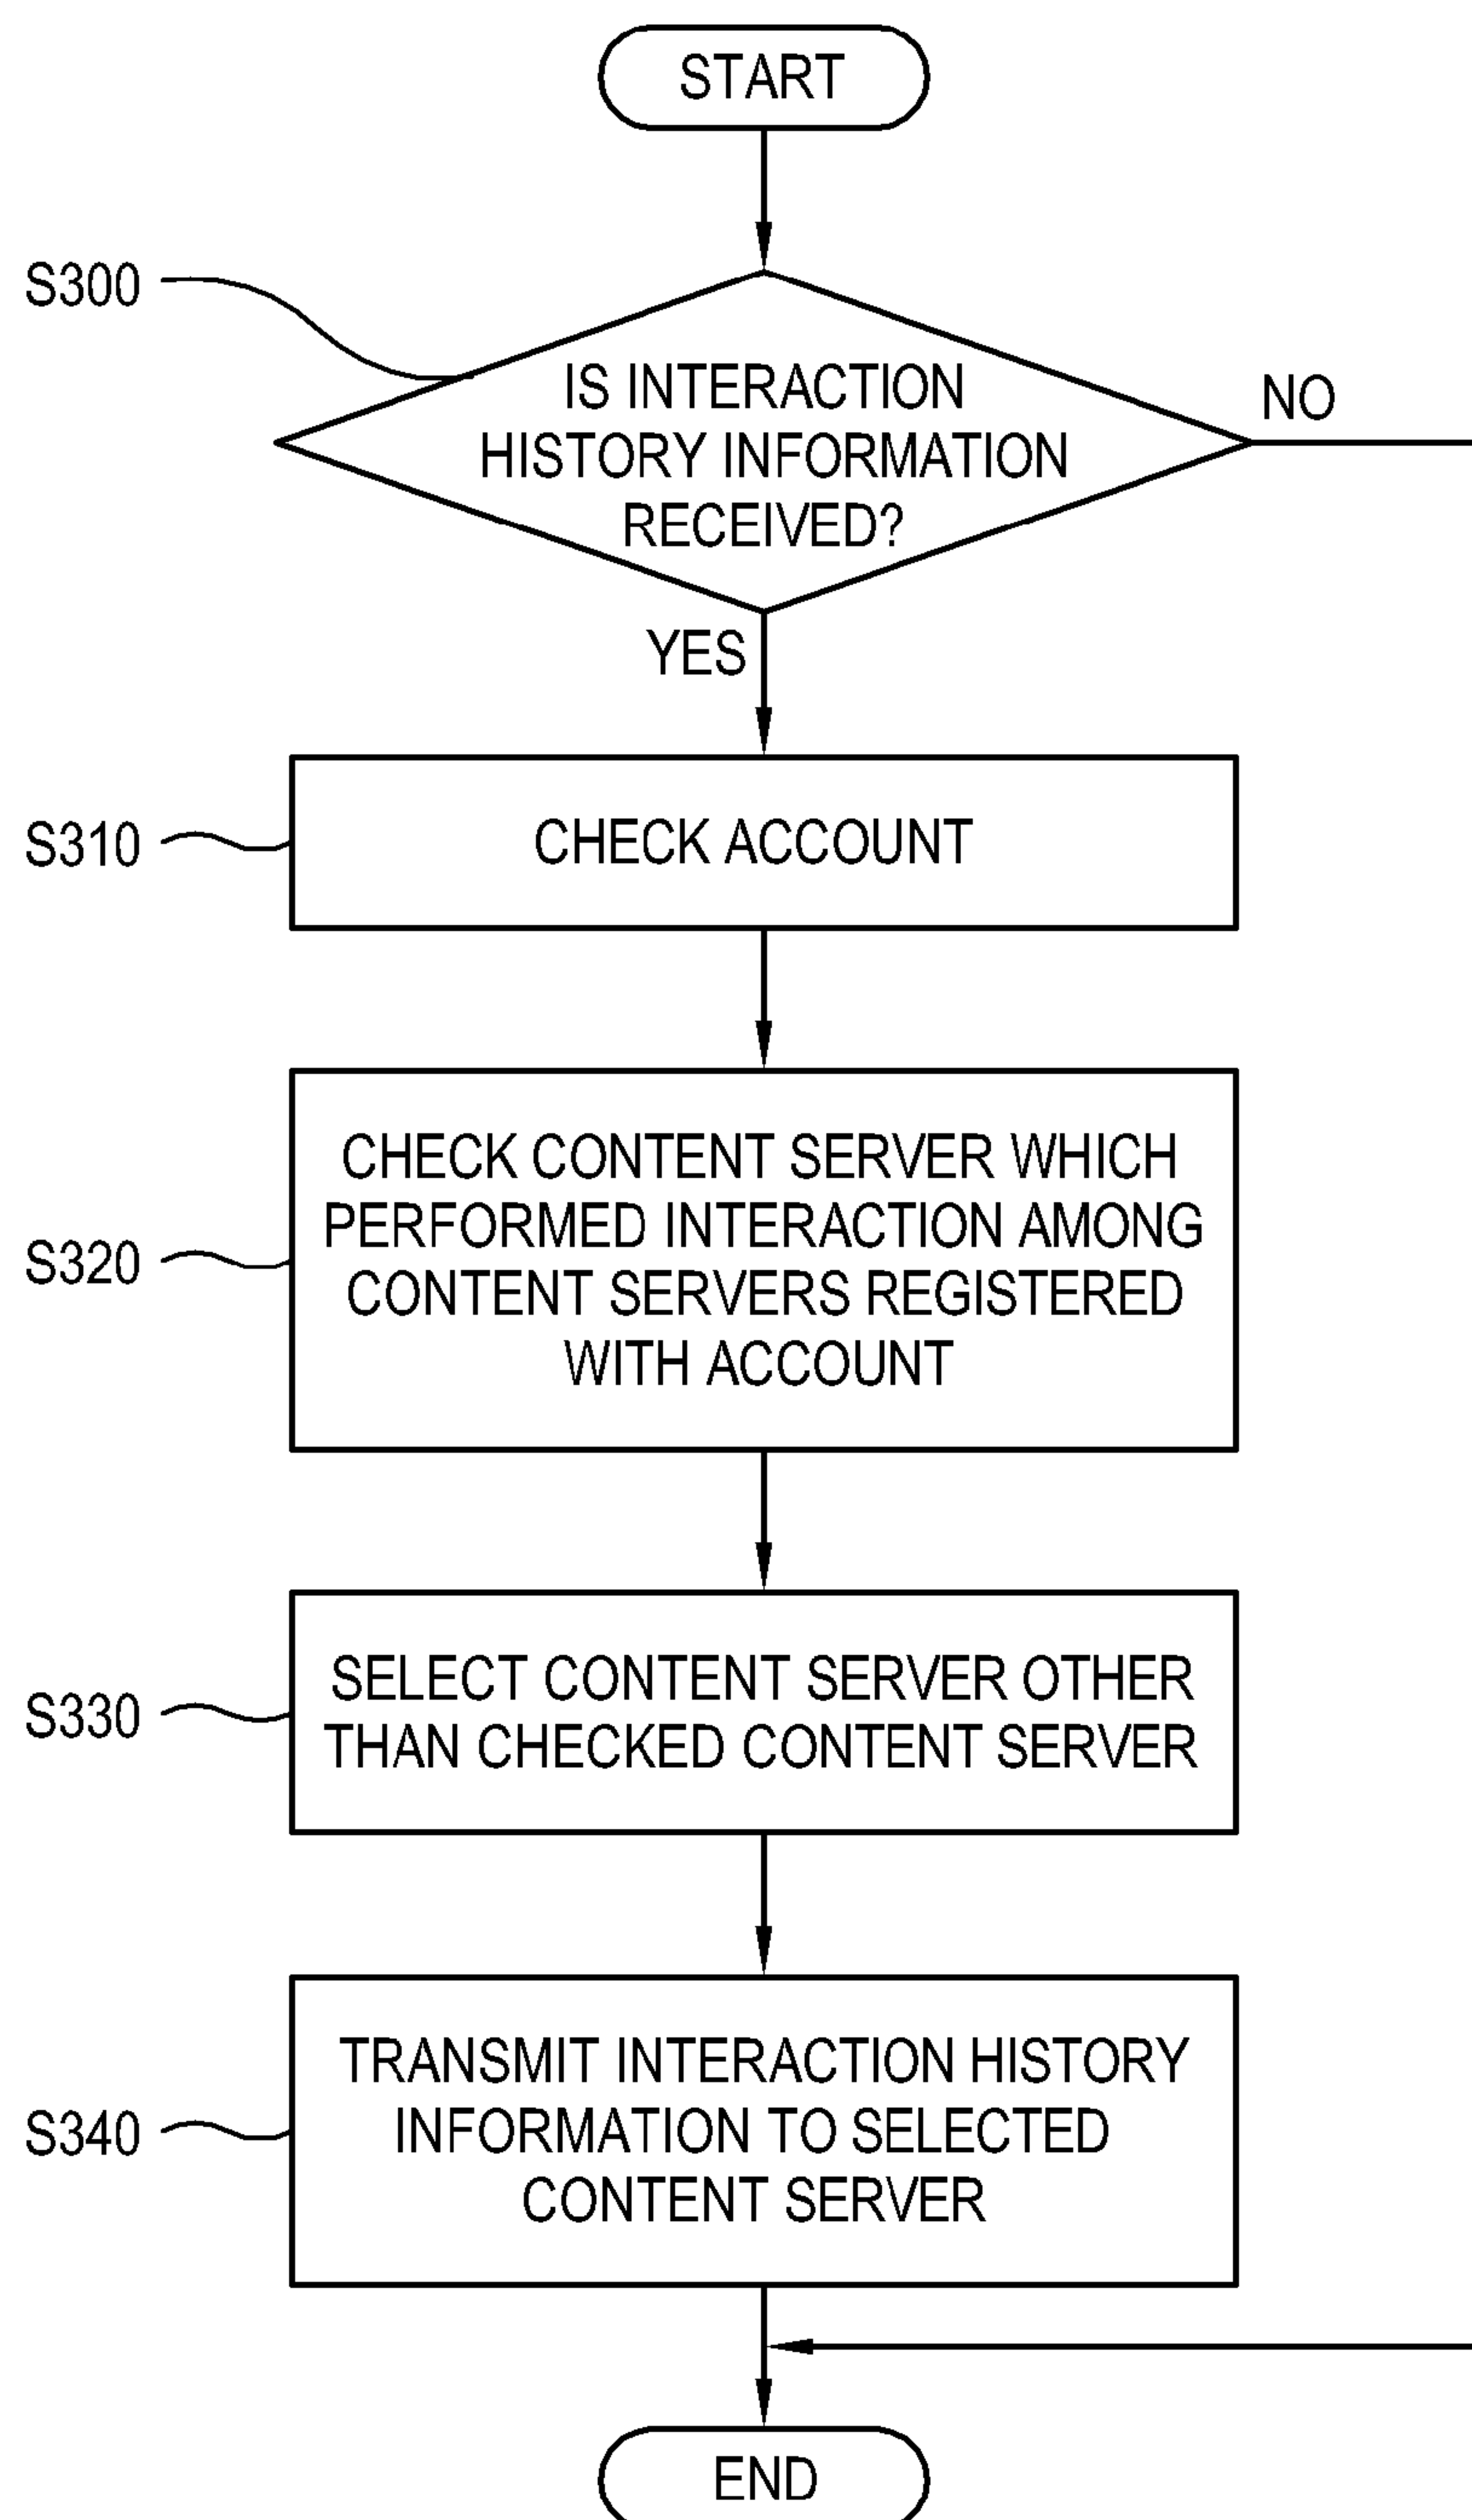 START
S300
IS INTERACTION
HISTORY INFORMATION
RECEIVED?
NO
YES
S310
CHECK ACCOUNT
S320
CHECK CONTENT SERVER WHICH
PERFORMED INTERACTION AMONG
CONTENT SERVERS REGISTERED
WITH ACCOUNT
S330
SELECT CONTENT SERVER OTHER
THAN CHECKED CONTENT SERVER
S340
TRANSMIT INTERACTION HISTORY
INFORMATION TO SELECTED
CONTENT SERVER
END